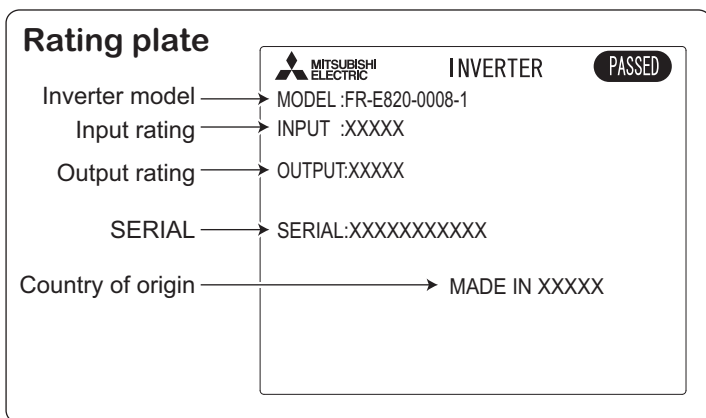 Rating plate
MITSUBISHI
ELECTRIC
INVERTER
PASSED
Inverter model
MODEL :FR-E820-0008-1
Input rating
INPUT :XXXXX
Output rating
OUTPUT:XXXXX
SERIAL
SERIAL:XXXXXXXXXXX
Country of origin
MADE IN XXXXX